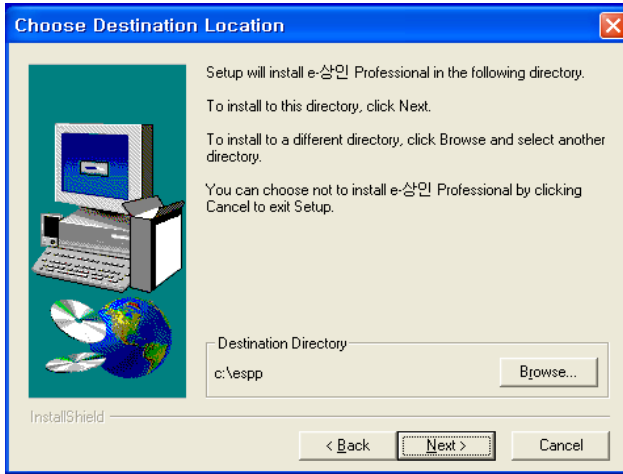 Choose Destination Location
Setup will install e-상인 Professional in the following directory.
To install to this directory, click Next.
To install to a different directory, click Browse and select another
directory.
You can choose not to install e-상인 Professional by clicking
Cancel to exit Setup.
Destination Directory
c:\espp
Browse...
InstallShield
< Back
Next >
Cancel